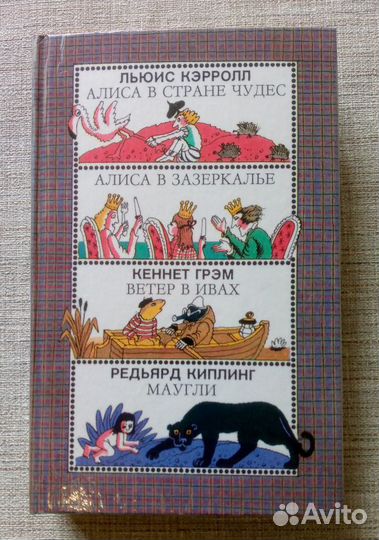 ЛЬЮИС КЭРРОЛЛ
АЛИСА В СТРАНЕ ЧУДЕС
АЛИСА В ЗАЗЕРКАЛЬЕ
КЕННЕТ ГРЭМ
ВЕТЕР В ИВАХ
РЕДЬЯРД КИПЛИНГ
МАУГЛИ
Avito